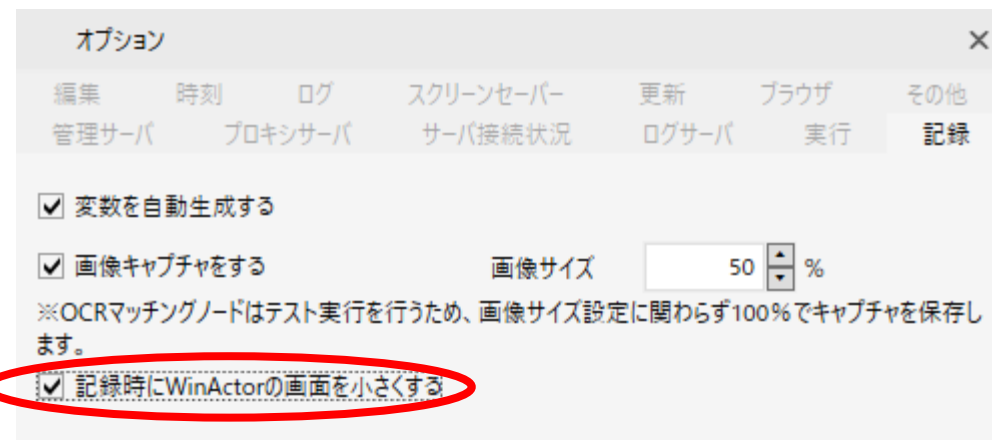 オプション ×
編集 時刻 ログ スクリーンセーバー 更新 ブラウザ その他
管理サーバ プロキシサーバ サーバ接続状況 ログサーバ 実行 記録
変数を自動生成する
画像キャプチャをする 画像サイズ 50 %
※OCRマッチングノードはテスト実行を行うため、画像サイズ設定に関わらず100%でキャプチャを保存し
ます。
記録時にWinActorの画面を小さくする